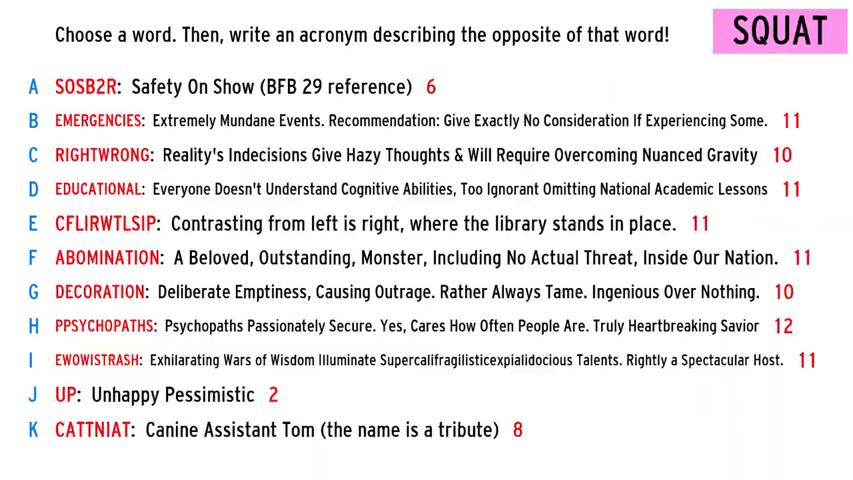 Choose a word. Then, write an acronym describing the opposite of that word!
SQUAT
A SOSB2R: Safety On Show (BFB 29 reference) 6
B EMERGENCIES: Extremely Mundane Events. Recommendation: Give Exactly No Consideration If Experiencing Some. 11
C RIGHTWRONG: Reality's Indecisions Give Hazy Thoughts & Will Require Overcoming Nuanced Gravity 10
D EDUCATIONAL: Everyone Doesn't Understand Cognitive Abilities, Too Ignorant Omitting National Academic Lessons 11
E CFLIRWTLSIP: Contrasting from left is right, where the library stands in place. 11
F ABOMINATION: A Beloved, Outstanding, Monster, Including No Actual Threat, Inside Our Nation. 11
G DECORATION: Deliberate Emptiness, Causing Outrage. Rather Always Tame. Ingenious Over Nothing. 10
H PPSYCHOPATHS: Psychopaths Passionately Secure. Yes, Cares How Often People Are. Truly Heartbreaking Savior 12
I EWOWISTRASH: Exhilarating Wars of Wisdom Illuminate Supercalifragilisticexpialidocious Talents. Rightly a Spectacular Host. 11
J UP: Unhappy Pessimistic 2
K CATTNIAT: Canine Assistant Tom (the name is a tribute) 8